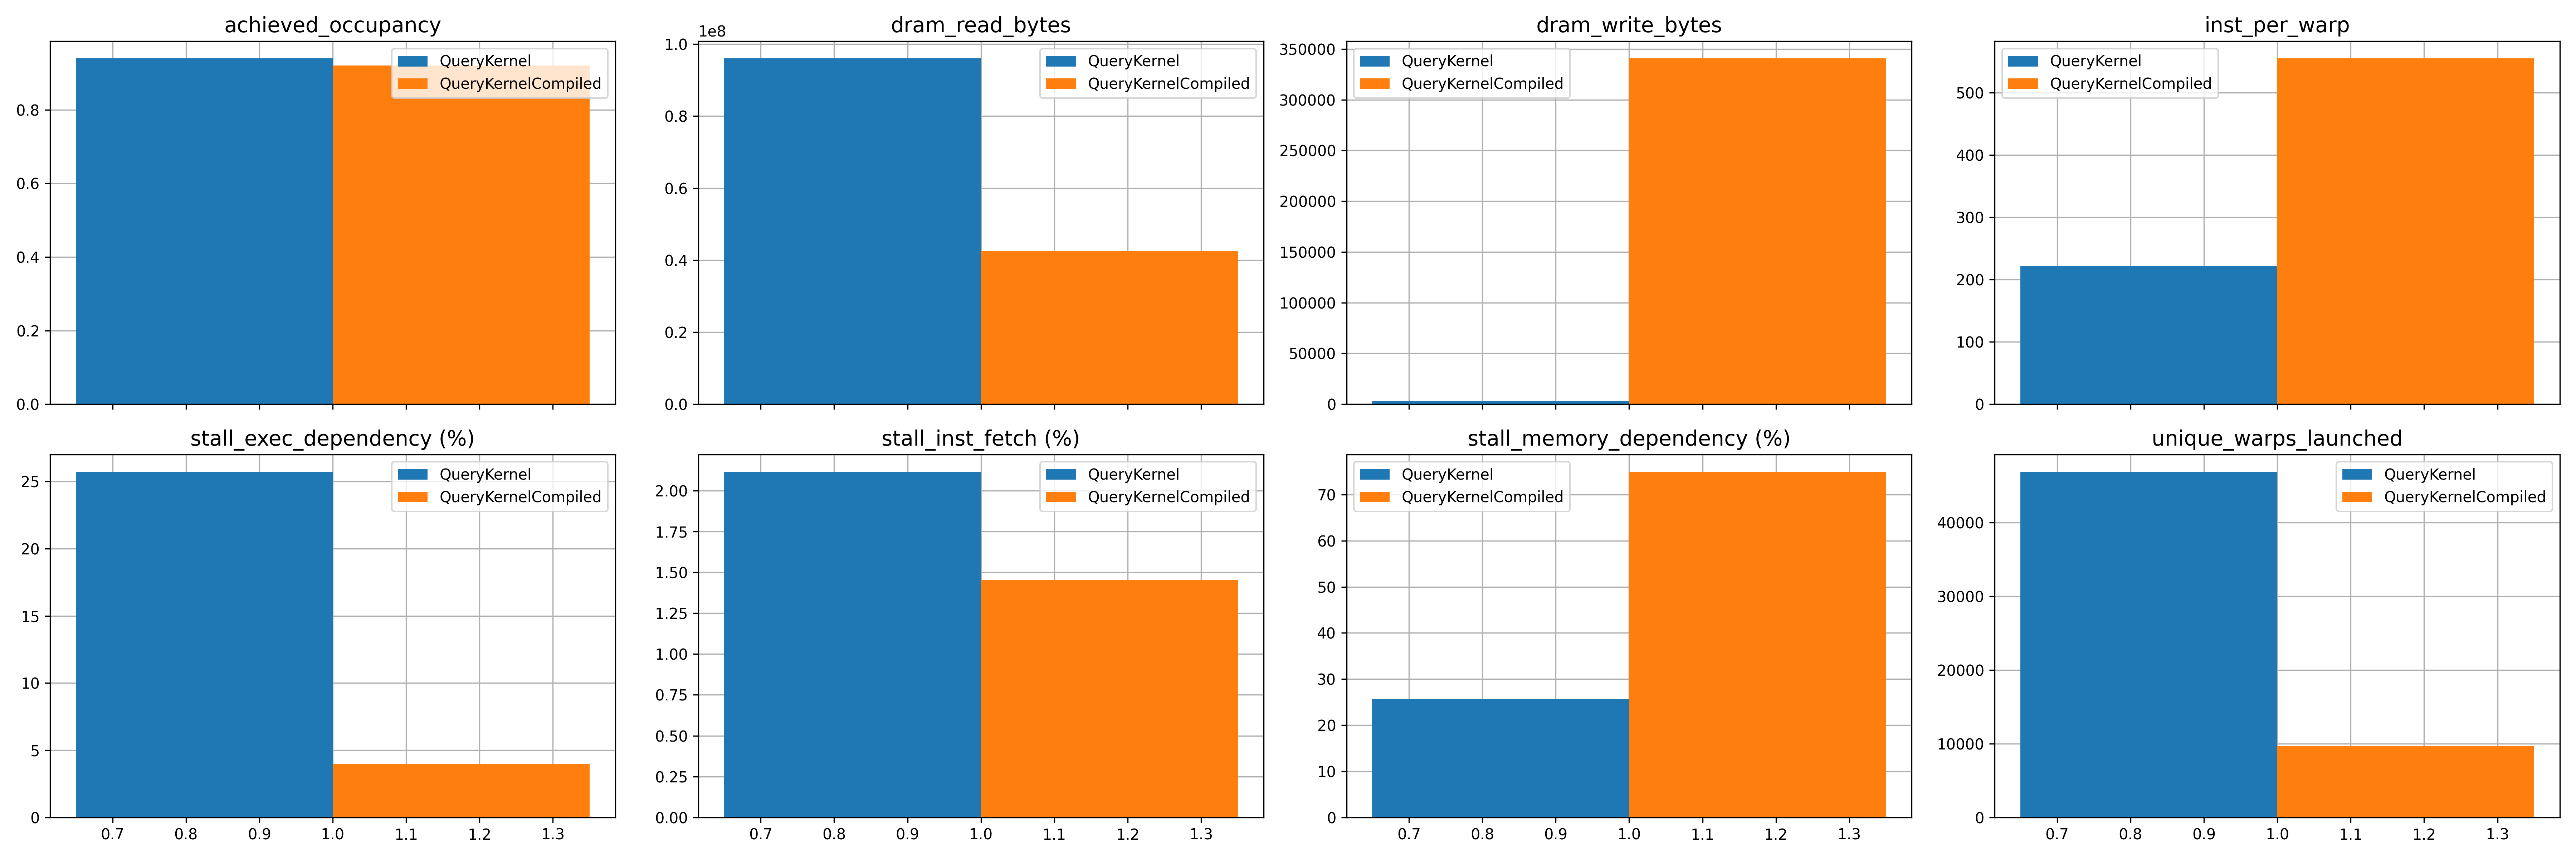 achieved_occupancy
0.8
0.6
0.4
0.2
0.0
QueryKernel
QueryKernelCompiled
dram_read_bytes
1e8
1.0
0.8
0.6
0.4
0.2
0.0
QueryKernel
QueryKernelCompiled
dram_write_bytes
350000
300000
250000
200000
150000
100000
50000
0
QueryKernel
QueryKernelCompiled
inst_per_warp
500
400
300
200
100
0
QueryKernel
QueryKernelCompiled
stall_exec_dependency (%)
25
20
15
10
5
0
QueryKernel
QueryKernelCompiled
0.7 0.8 0.9 1.0 1.1 1.2 1.3
stall_inst_fetch (%)
2.00
1.75
1.50
1.25
1.00
0.75
0.50
0.25
0.00
QueryKernel
QueryKernelCompiled
0.7 0.8 0.9 1.0 1.1 1.2 1.3
stall_memory_dependency (%)
70
60
50
40
30
20
10
0
QueryKernel
QueryKernelCompiled
0.7 0.8 0.9 1.0 1.1 1.2 1.3
unique_warps_launched
40000
30000
20000
10000
0
QueryKernel
QueryKernelCompiled
0.7 0.8 0.9 1.0 1.1 1.2 1.3